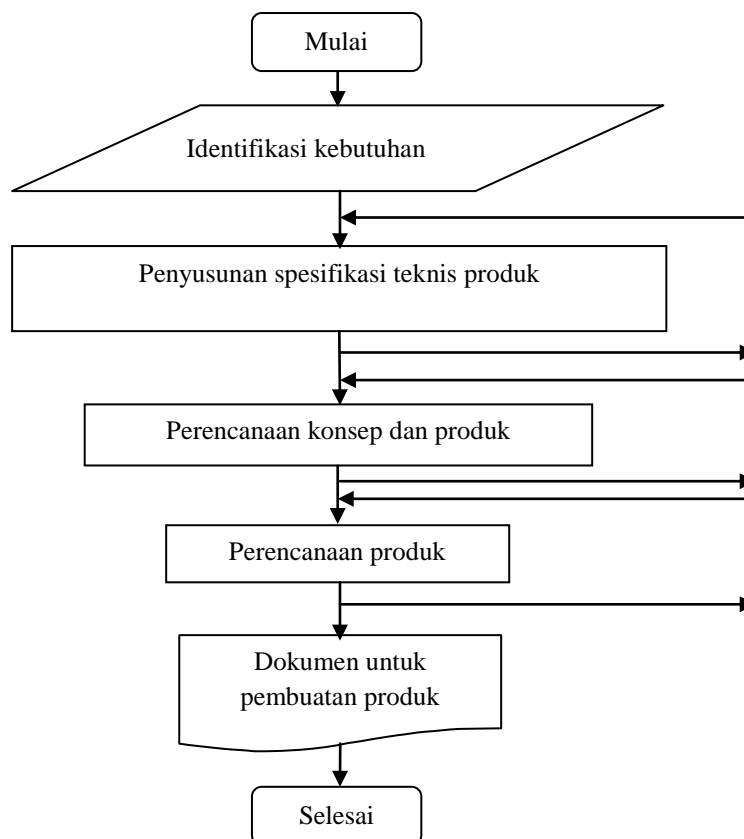 Mulai
Identifikasi kebutuhan
Penyusunan spesifikasi teknis produk
Perencanaan konsep dan produk
Perencanaan produk
Dokumen untuk
pembuatan produk
Selesai